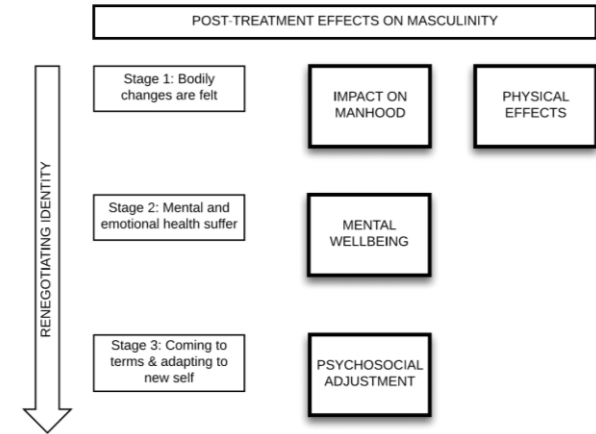 POST-TREATMENT EFFECTS ON MASCULINITY
RENEGOTIATING IDENTITY
Stage 1: Bodily
changes are felt
IMPACT ON
MANHOOD
PHYSICAL
EFFECTS
Stage 2: Mental and
emotional health suffer
MENTAL
WELLBEING
Stage 3: Coming to
terms & adapting to
new self
PSYCHOSOCIAL
ADJUSTMENT